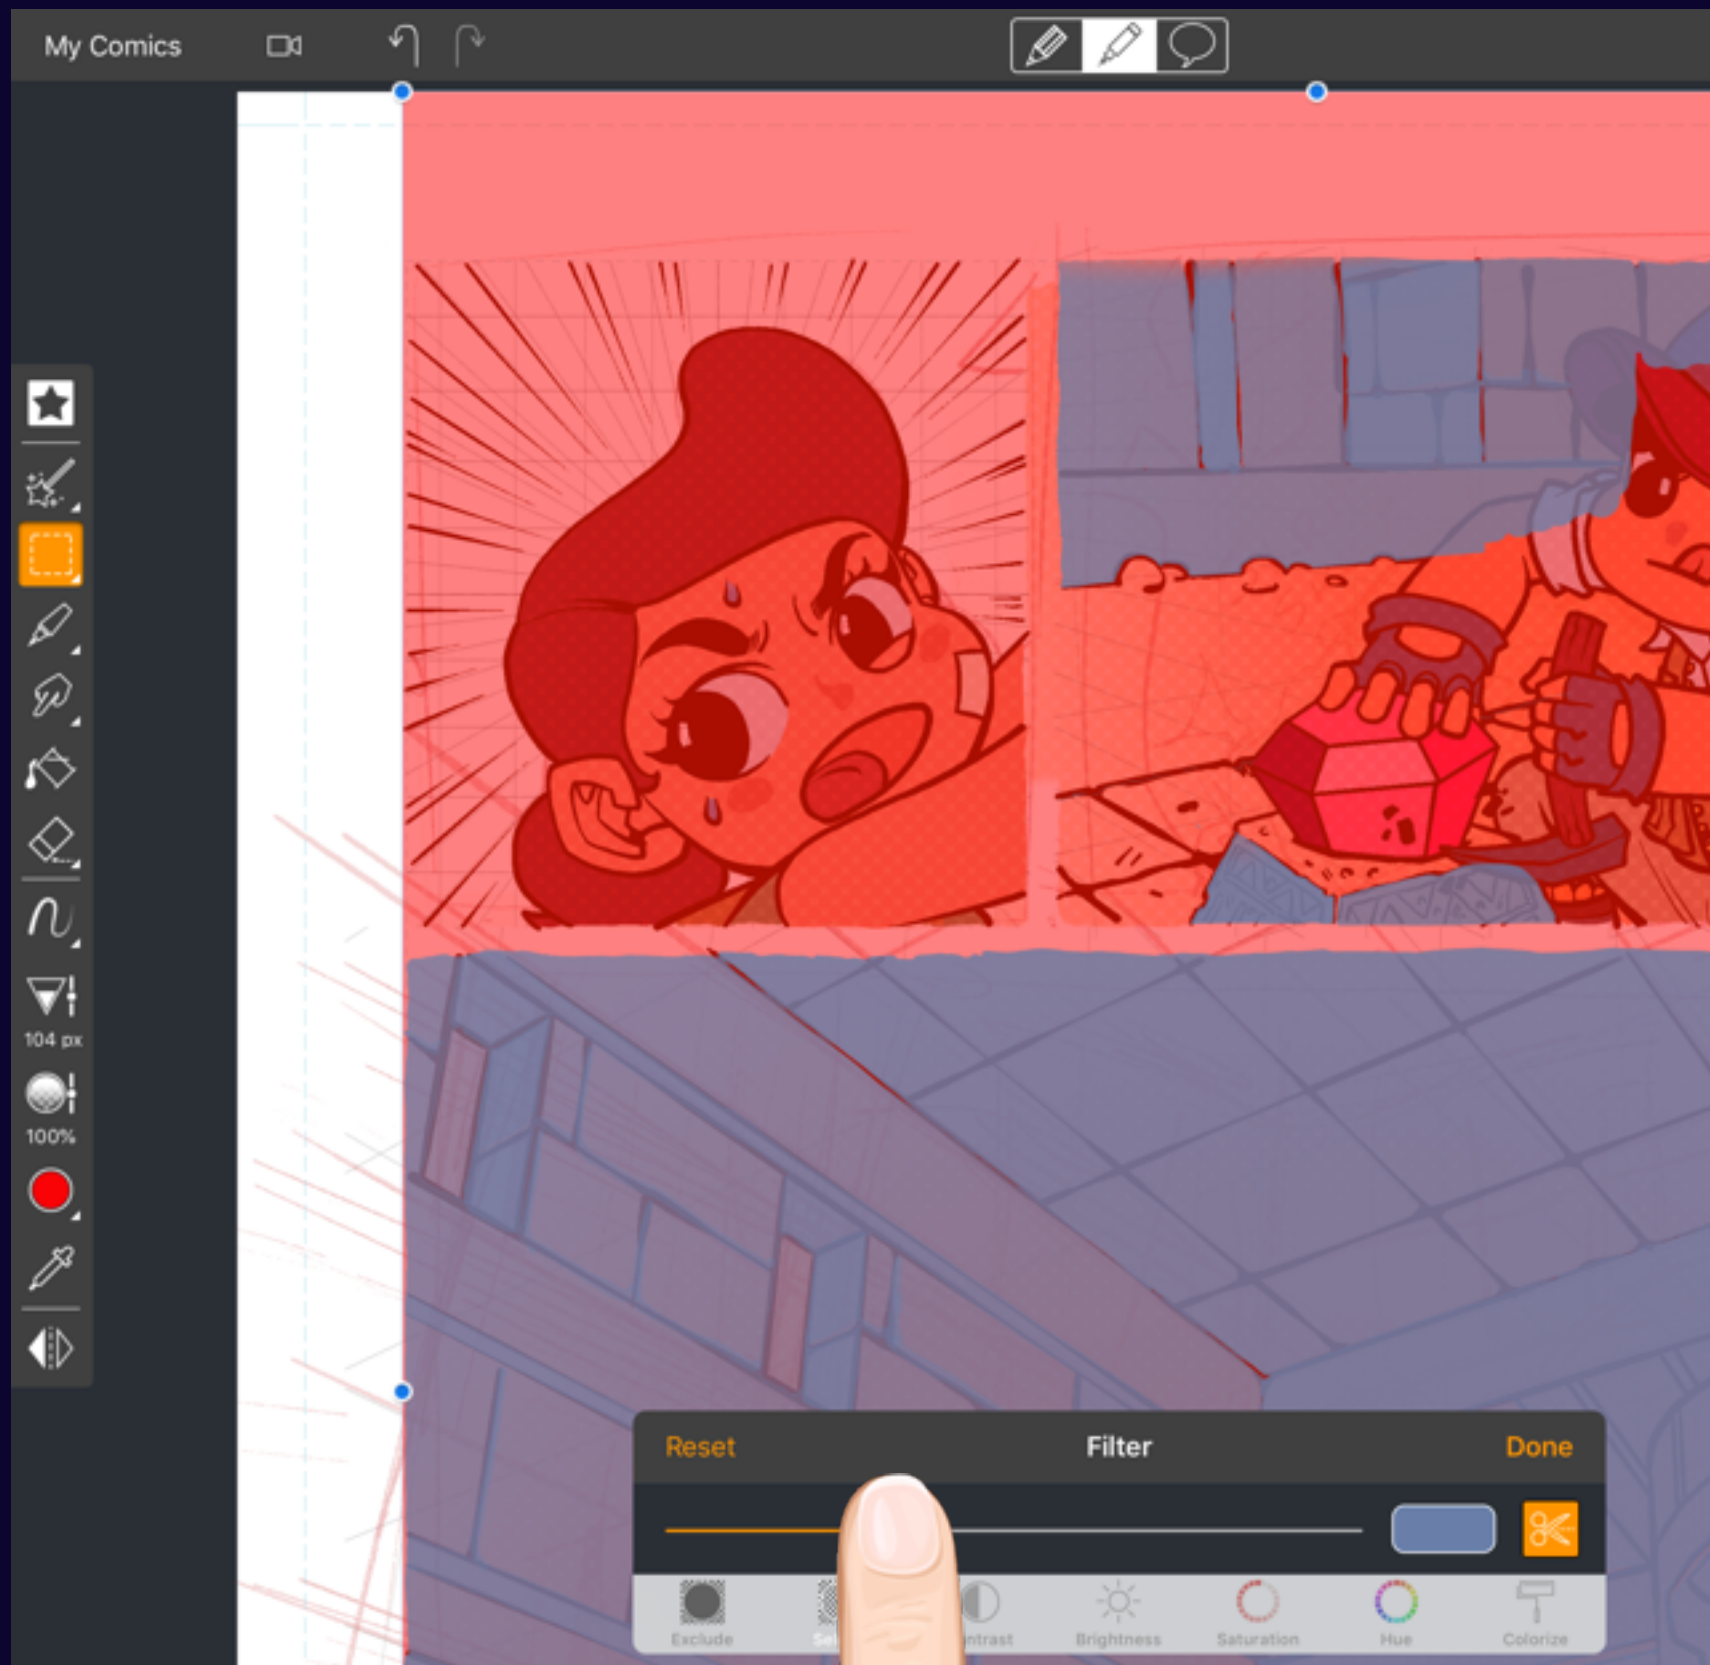 My Comics
104 px
100%
Reset
Filter
Done
Exclude
Brightness
Saturation
Hue
Colorize